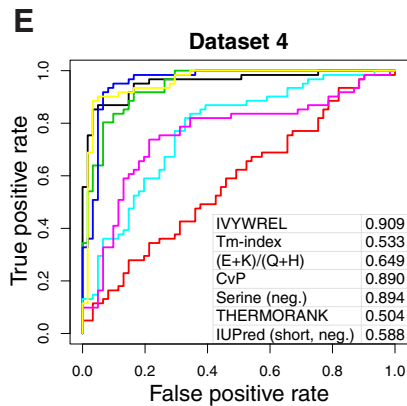 E
Dataset 4
True positive rate
1.0
0.8
0.6
0.4
0.2
0.0
IVYWREL 0.909
Tm-index 0.533
(E+K)/(Q+H) 0.649
CvP 0.890
Serine (neg.) 0.894
THERMORANK 0.504
IUPred (short, neg.) 0.588
0.0 0.2 0.4 0.6 0.8 1.0
False positive rate